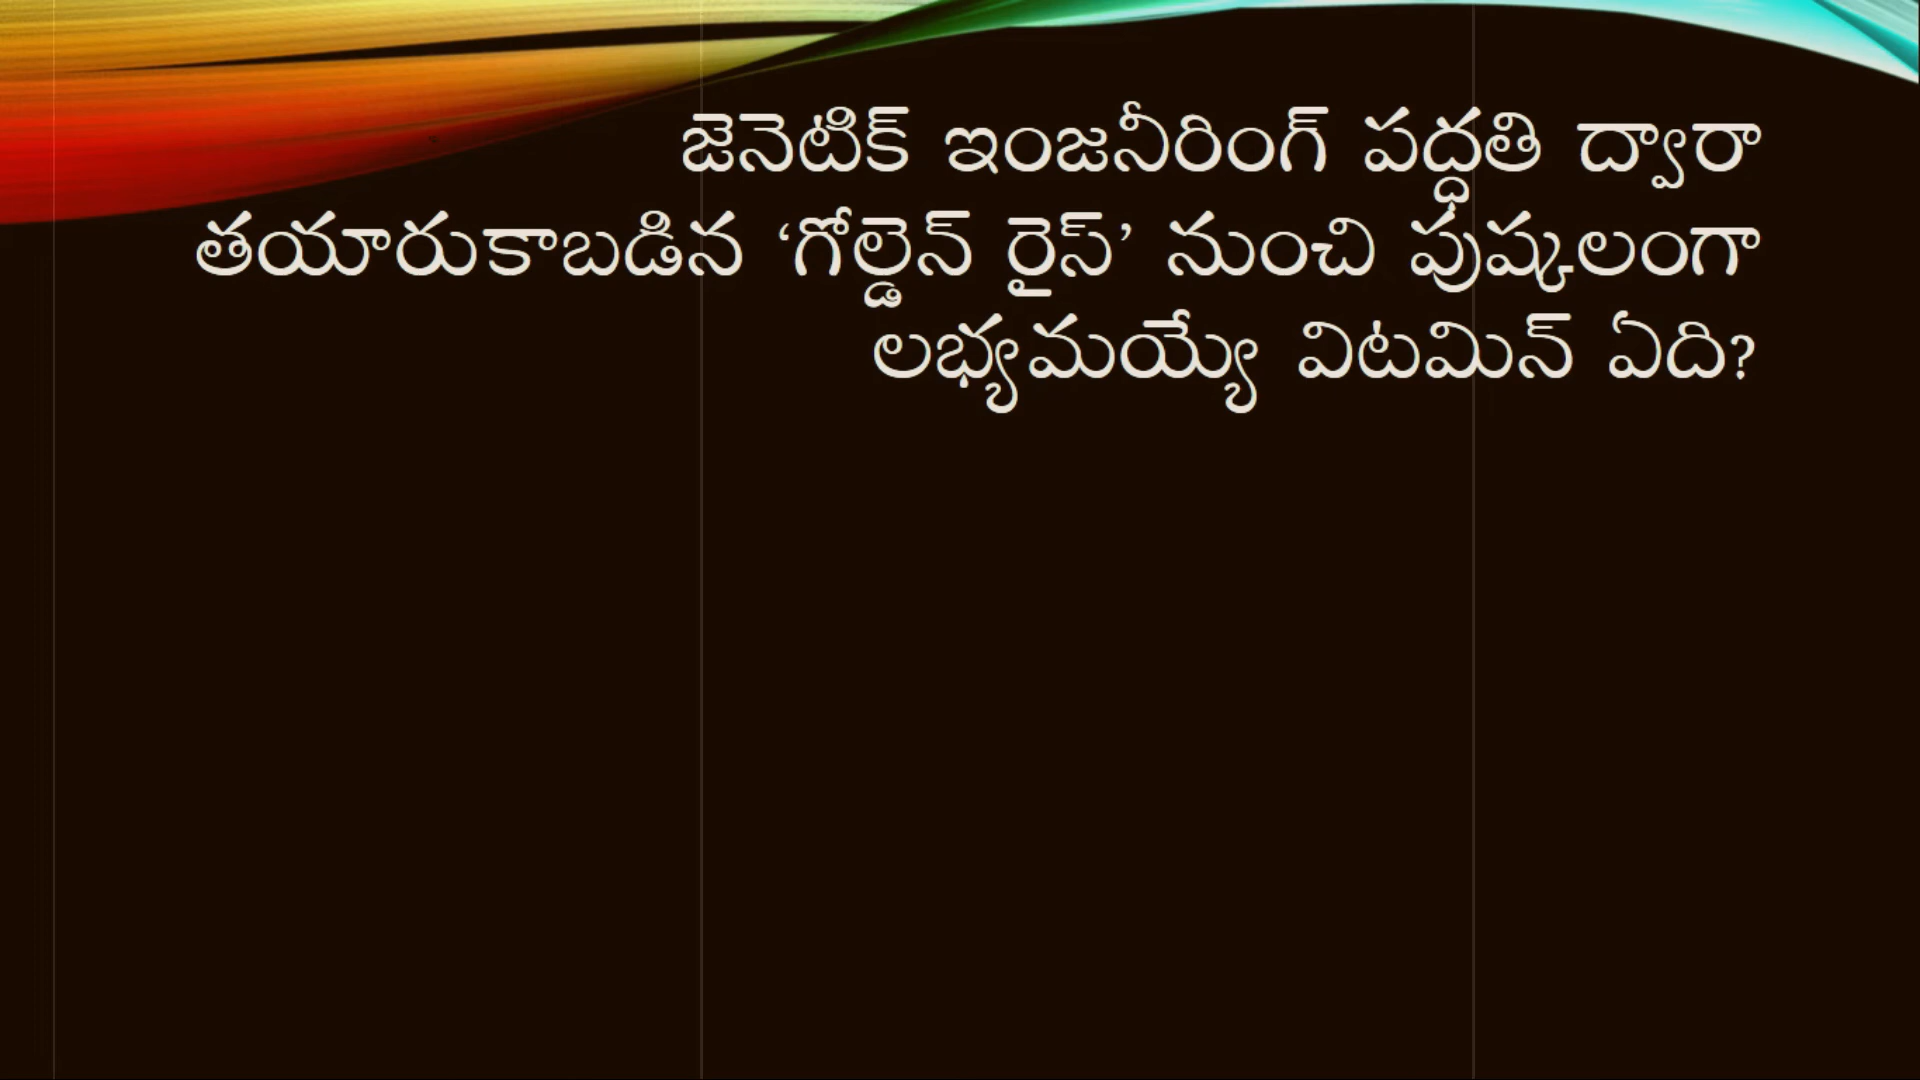 జెనెటిక్ ఇంజనీరింగ్ పద్ధతి ద్వారా
తయారుకాబడిన ‘గోల్డెన్ రైస్’ నుంచి పుష్కలంగా
లభ్యమయ్యే విటమిన్ ఏది?